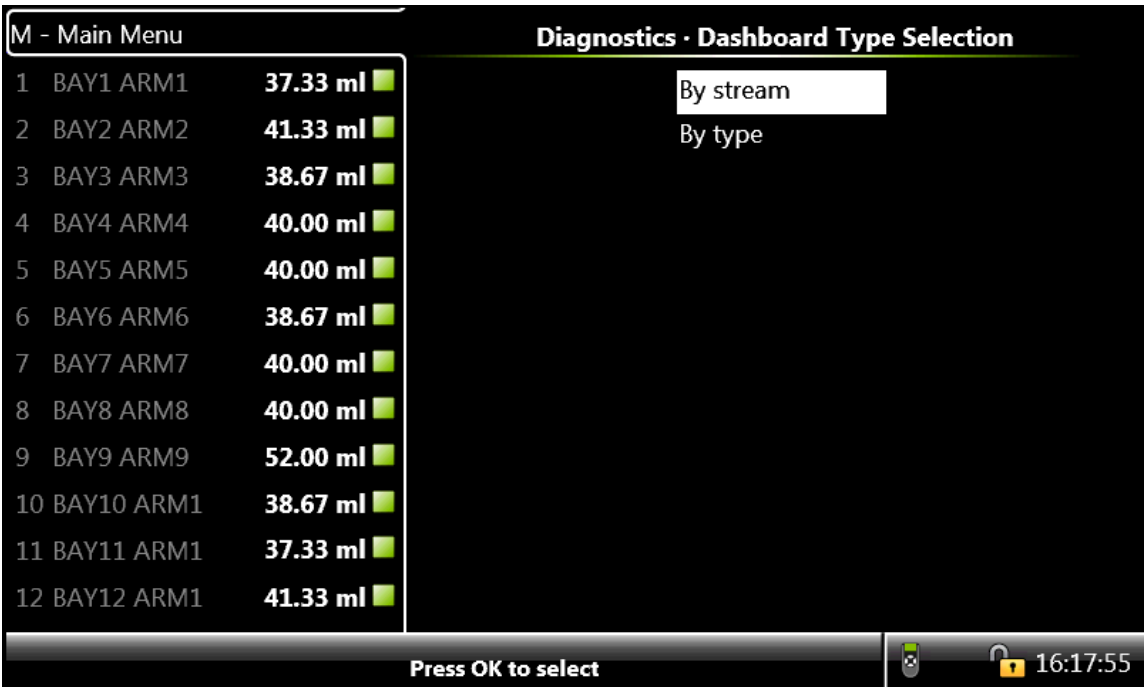 M - Main Menu
1 BAY1 ARM1 37.33 ml
2 BAY2 ARM2 41.33 ml
3 BAY3 ARM3 38.67 ml
4 BAY4 ARM4 40.00 ml
5 BAY5 ARM5 40.00 ml
6 BAY6 ARM6 38.67 ml
7 BAY7 ARM7 40.00 ml
8 BAY8 ARM8 40.00 ml
9 BAY9 ARM9 52.00 ml
10 BAY10 ARM1 38.67 ml
11 BAY11 ARM1 37.33 ml
12 BAY12 ARM1 41.33 ml
Diagnostics · Dashboard Type Selection
By stream
By type
Press OK to select
16:17:55